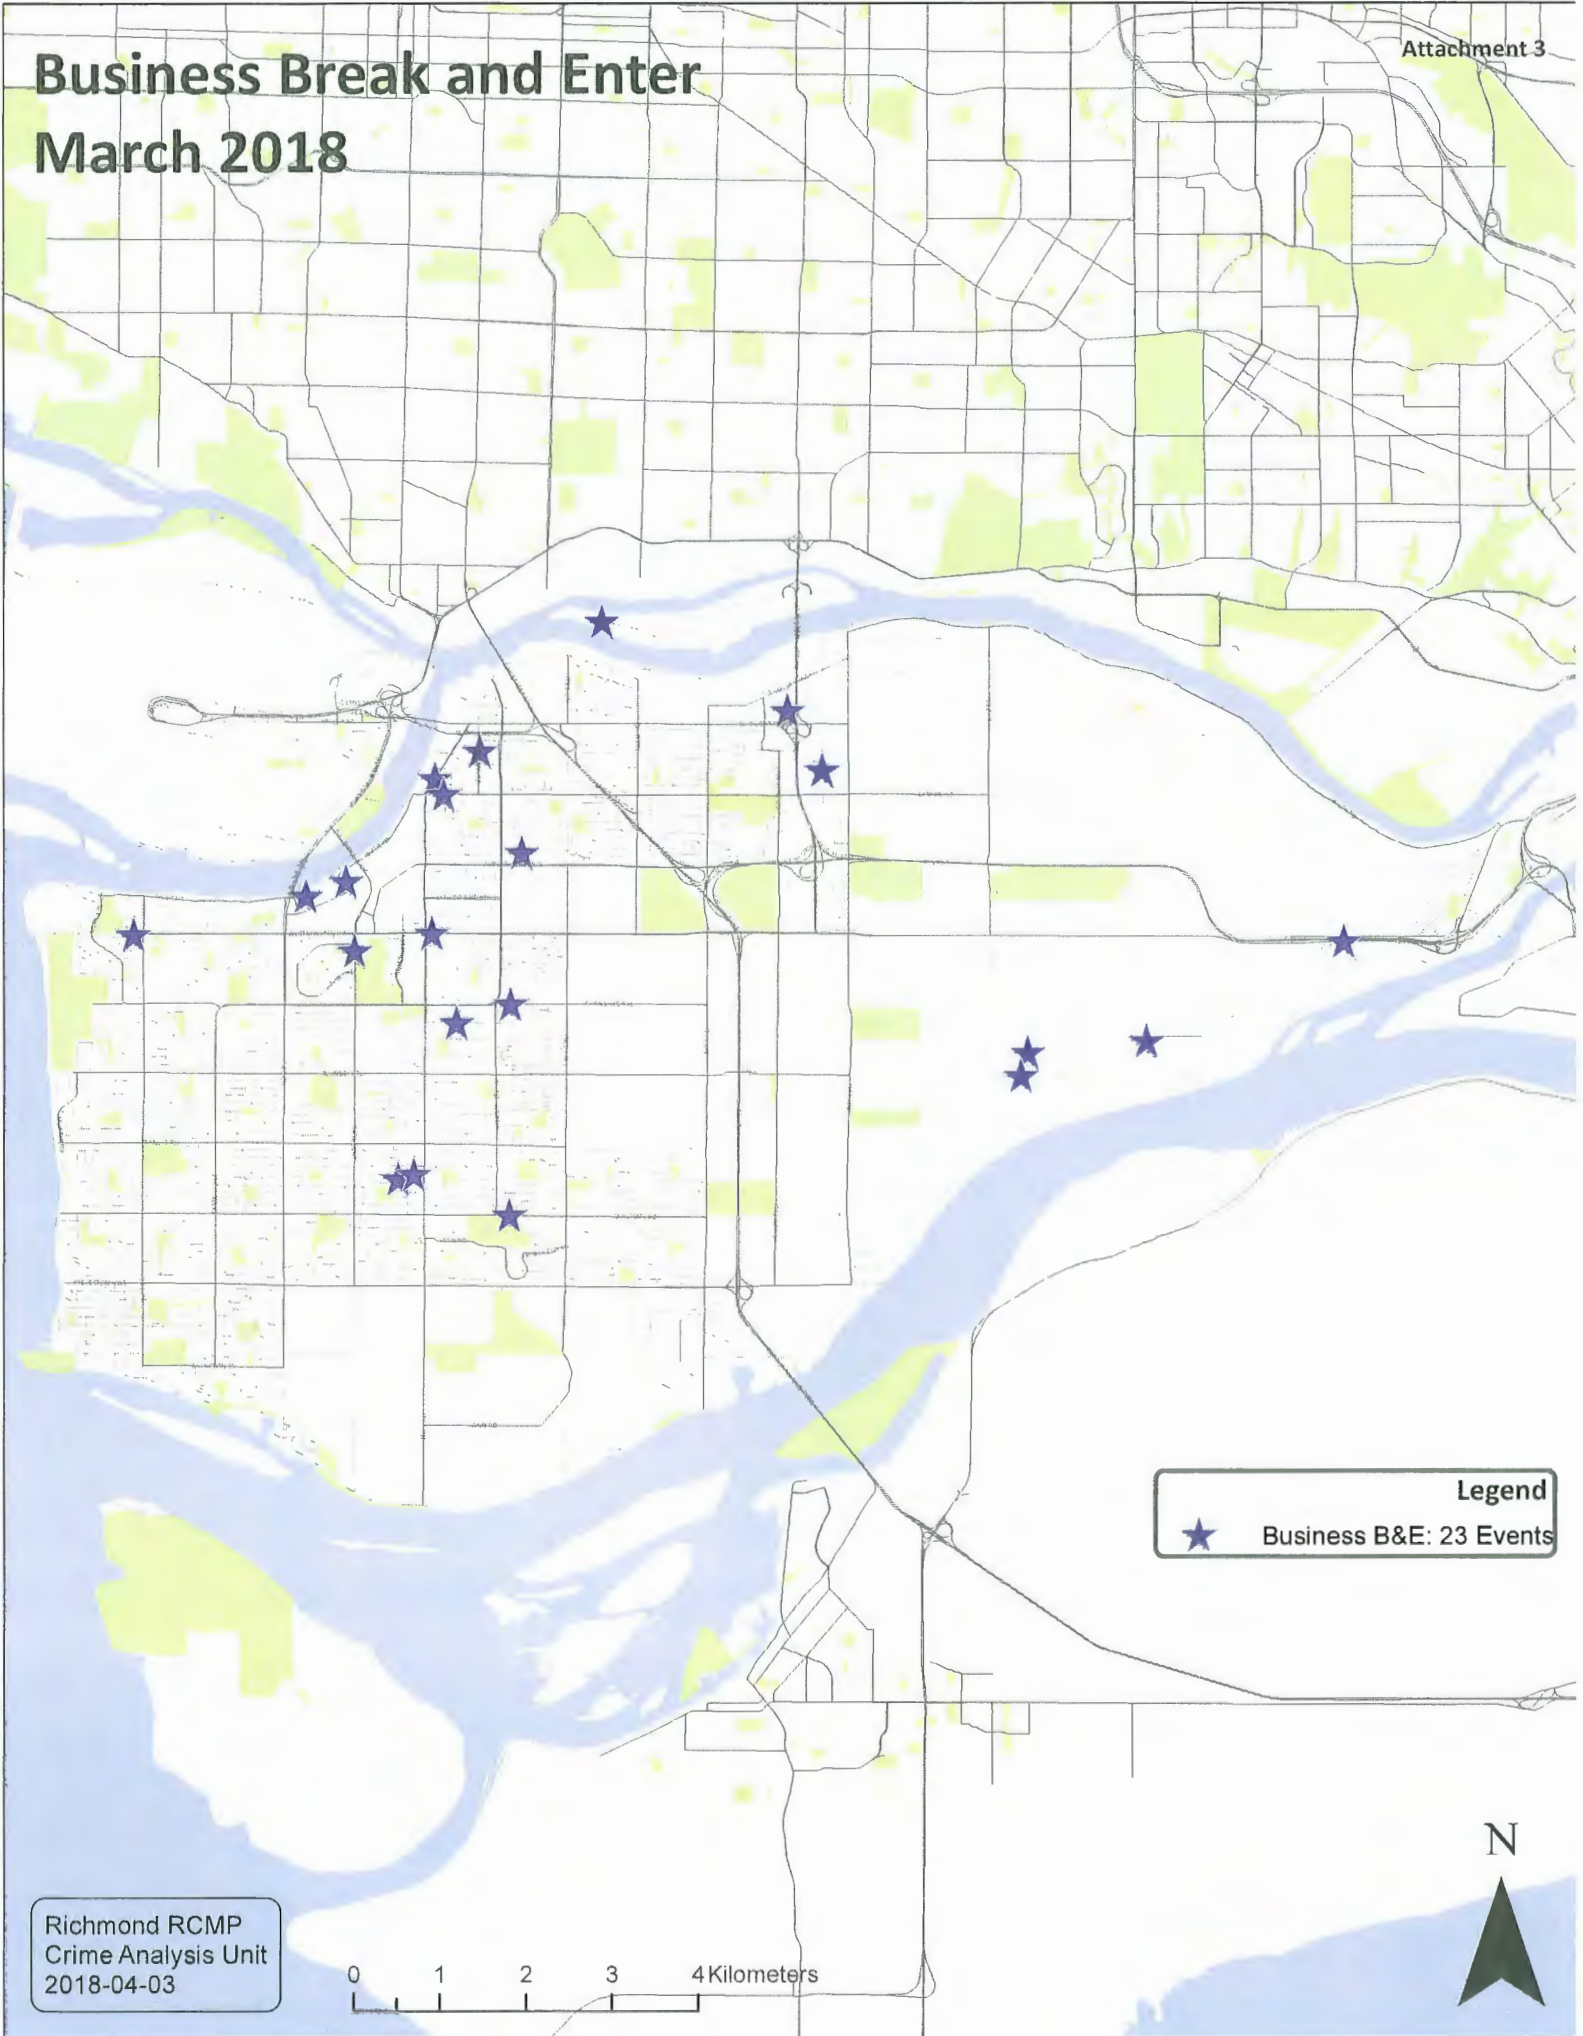 Attachment 3
Business Break and Enter
March 2018
Legend
Business B&E: 23 Events
N
Richmond RCMP
Crime Analysis Unit
2018-04-03
0 1 2 3 4 Kilometers